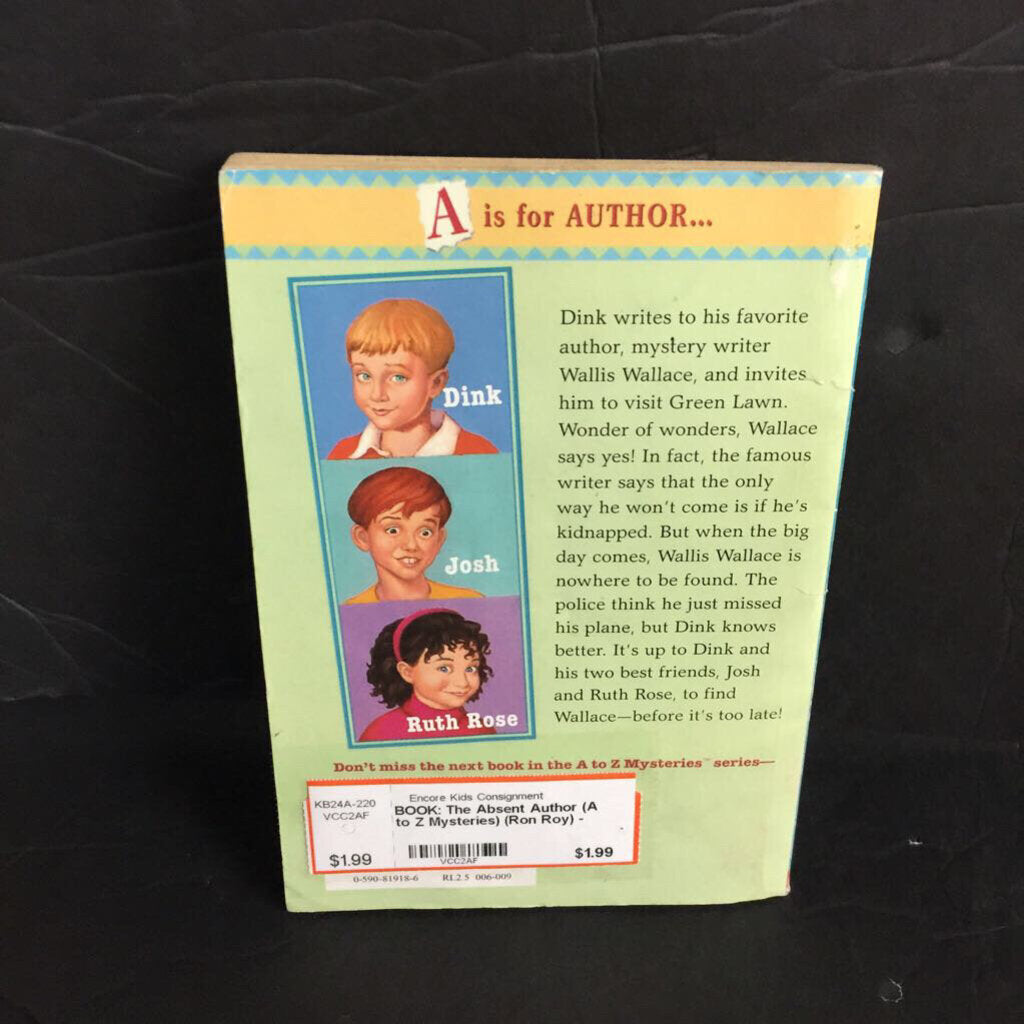 A is for AUTHOR...
Dink
Josh
Ruth Rose
Dink writes to his favorite
author, mystery writer
Wallis Wallace, and invites
him to visit Green Lawn.
Wonder of wonders, Wallace
says yes! In fact, the famous
writer says that the only
way he won't come is if he's
kidnapped. But when the big
day comes, Wallis Wallace is
nowhere to be found. The
police think he just missed
his plane, but Dink knows
better. It's up to Dink and
his two best friends, Josh
and Ruth Rose, to find
Wallace—before it's too late!
Don't miss the next book in the A to Z Mysteries™ series—
KB24A-220
VCC2AF
$1.99
Encore Kids Consignment
BOOK: The Absent Author (A
to Z Mysteries) (Ron Roy) -
VCC2AF
$1.99
0-590-81918-6 RL2.5 006-009